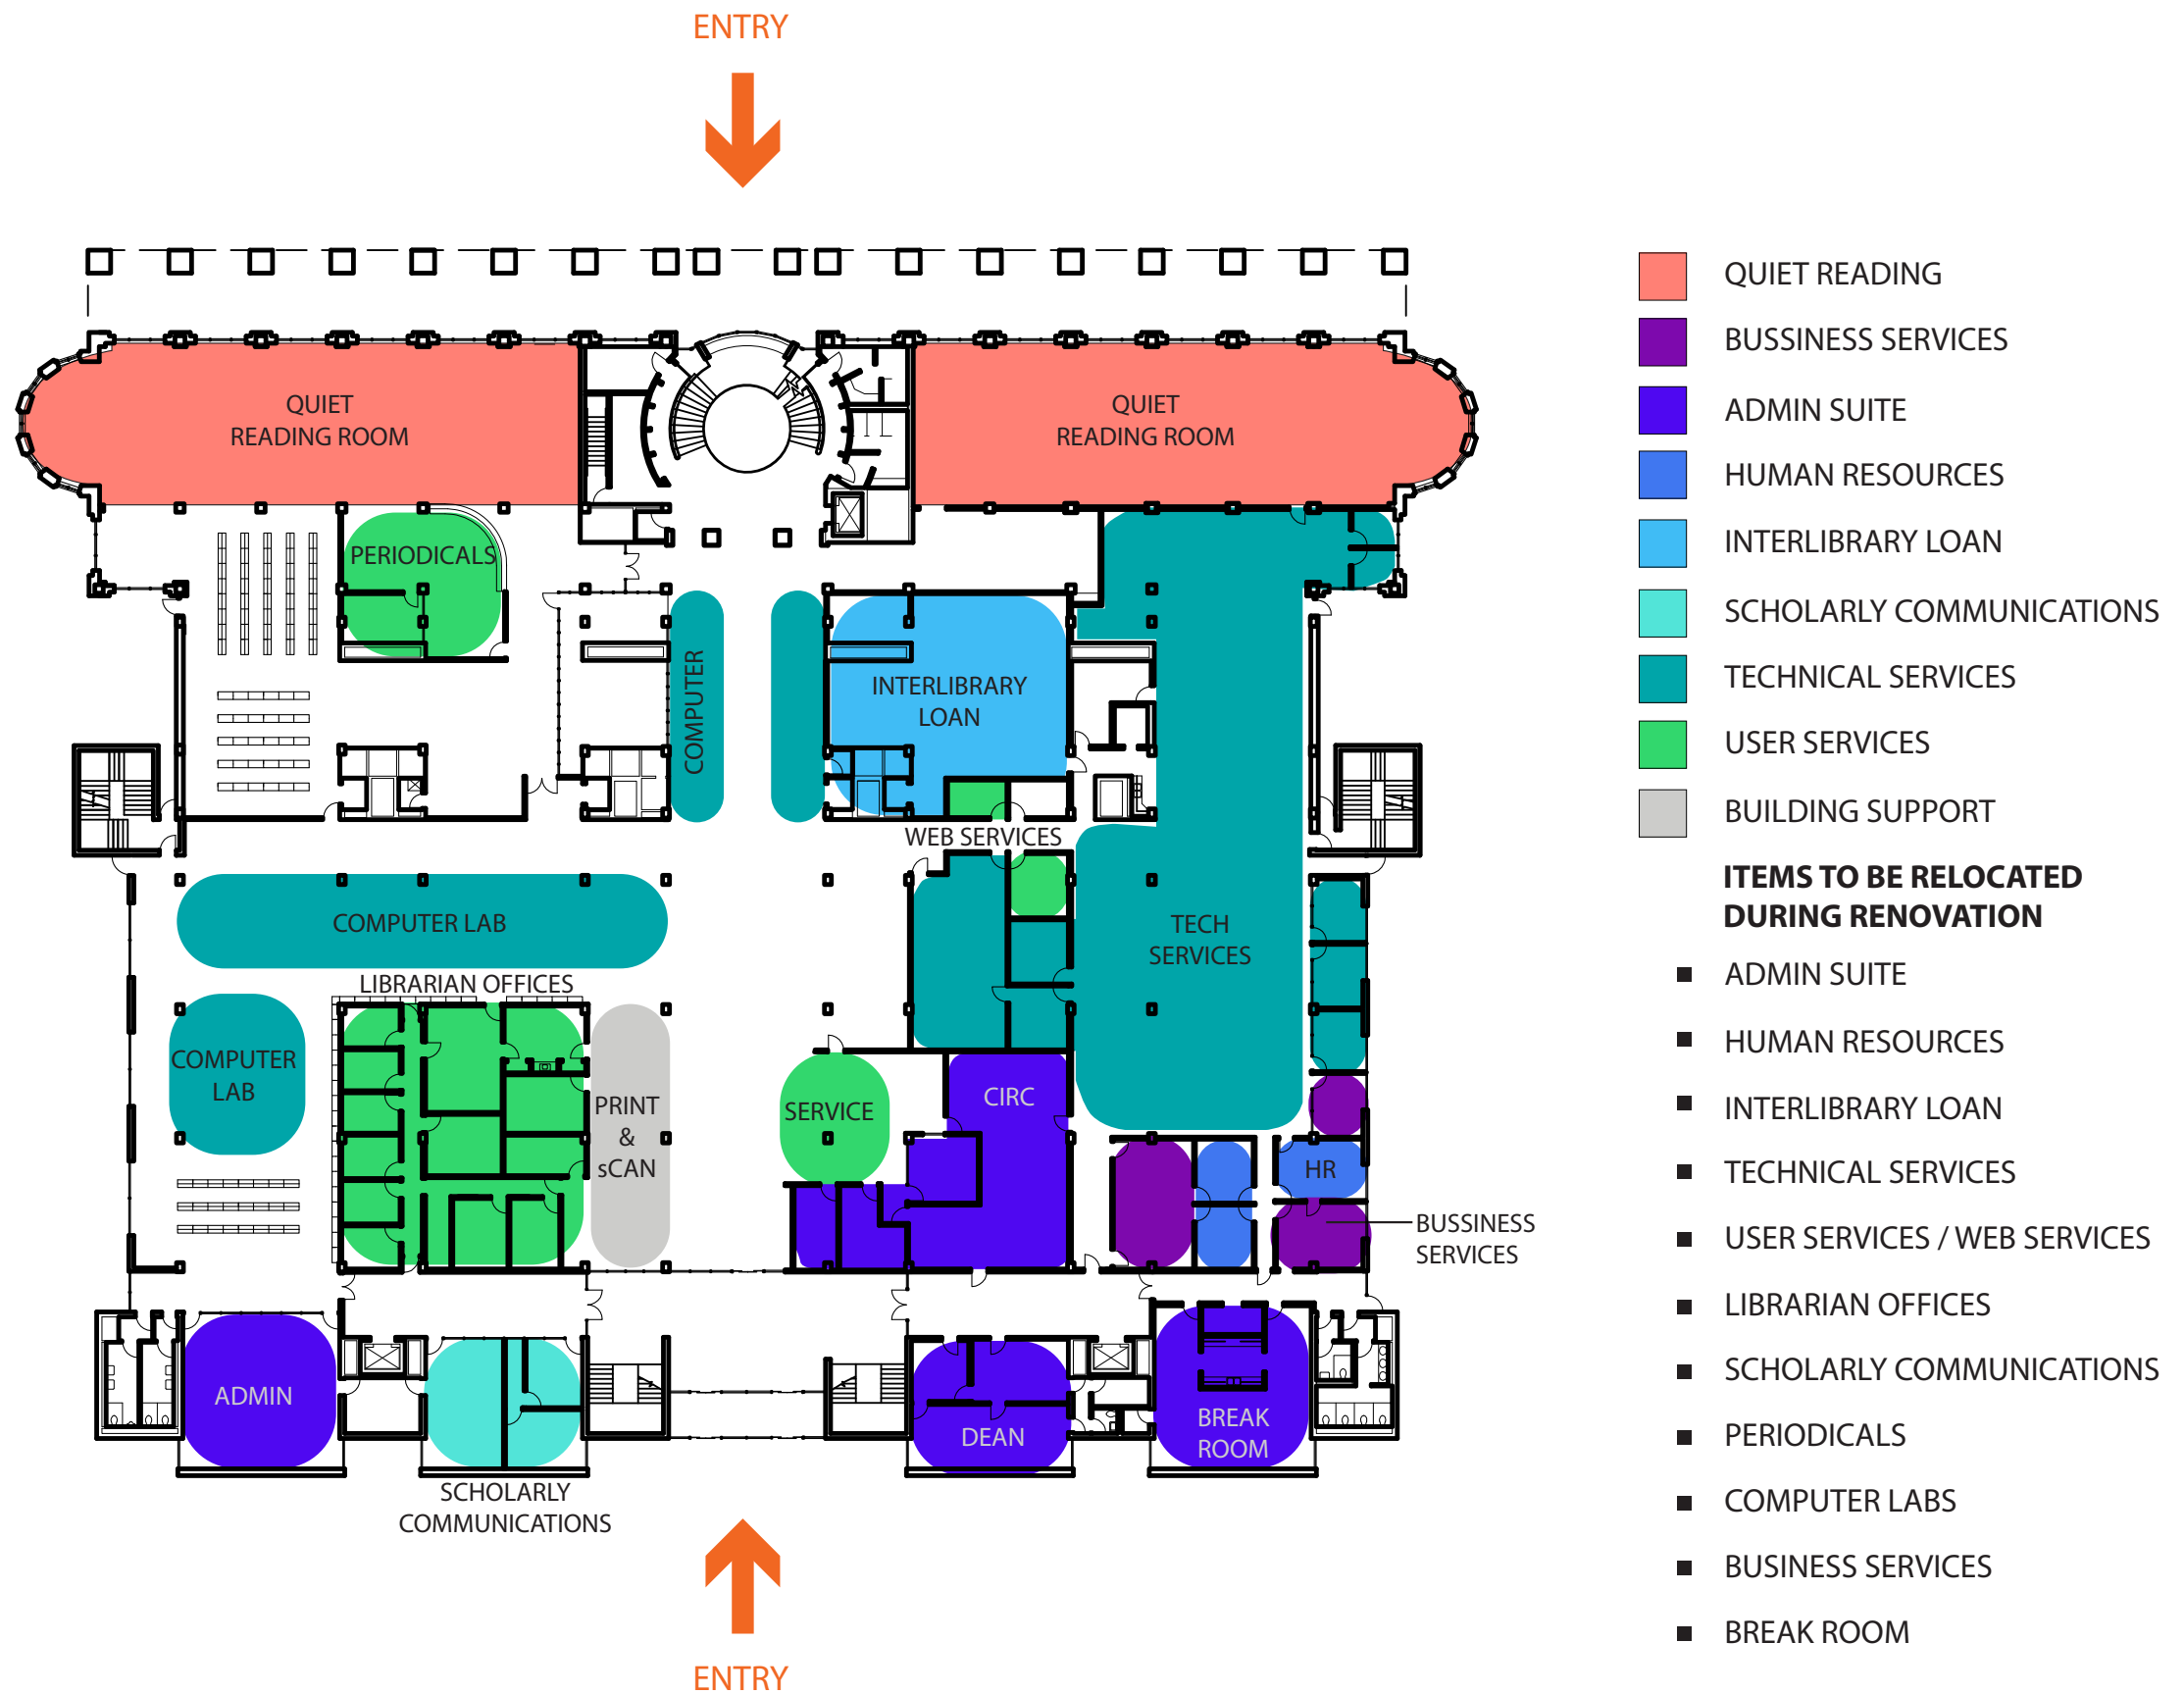 ENTRY
QUIET
READING ROOM
QUIET
READING ROOM
PERIODICALS
COMPUTER
INTERLIBRARY
LOAN
WEB SERVICES
COMPUTER LAB
TECH
SERVICES
LIBRARIAN OFFICES
COMPUTER
LAB
PRINT
&
sCAN
SERVICE
CIRC
HR
BUSSINESS
SERVICES
ADMIN
DEAN
BREAK
ROOM
SCHOLARLY
COMMUNICATIONS
ENTRY
QUIET READING
BUSSINESS SERVICES
ADMIN SUITE
HUMAN RESOURCES
INTERLIBRARY LOAN
SCHOLARLY COMMUNICATIONS
TECHNICAL SERVICES
USER SERVICES
BUILDING SUPPORT
ITEMS TO BE RELOCATED
DURING RENOVATION
ADMIN SUITE
HUMAN RESOURCES
INTERLIBRARY LOAN
TECHNICAL SERVICES
USER SERVICES / WEB SERVICES
LIBRARIAN OFFICES
SCHOLARLY COMMUNICATIONS
PERIODICALS
COMPUTER LABS
BUSINESS SERVICES
BREAK ROOM